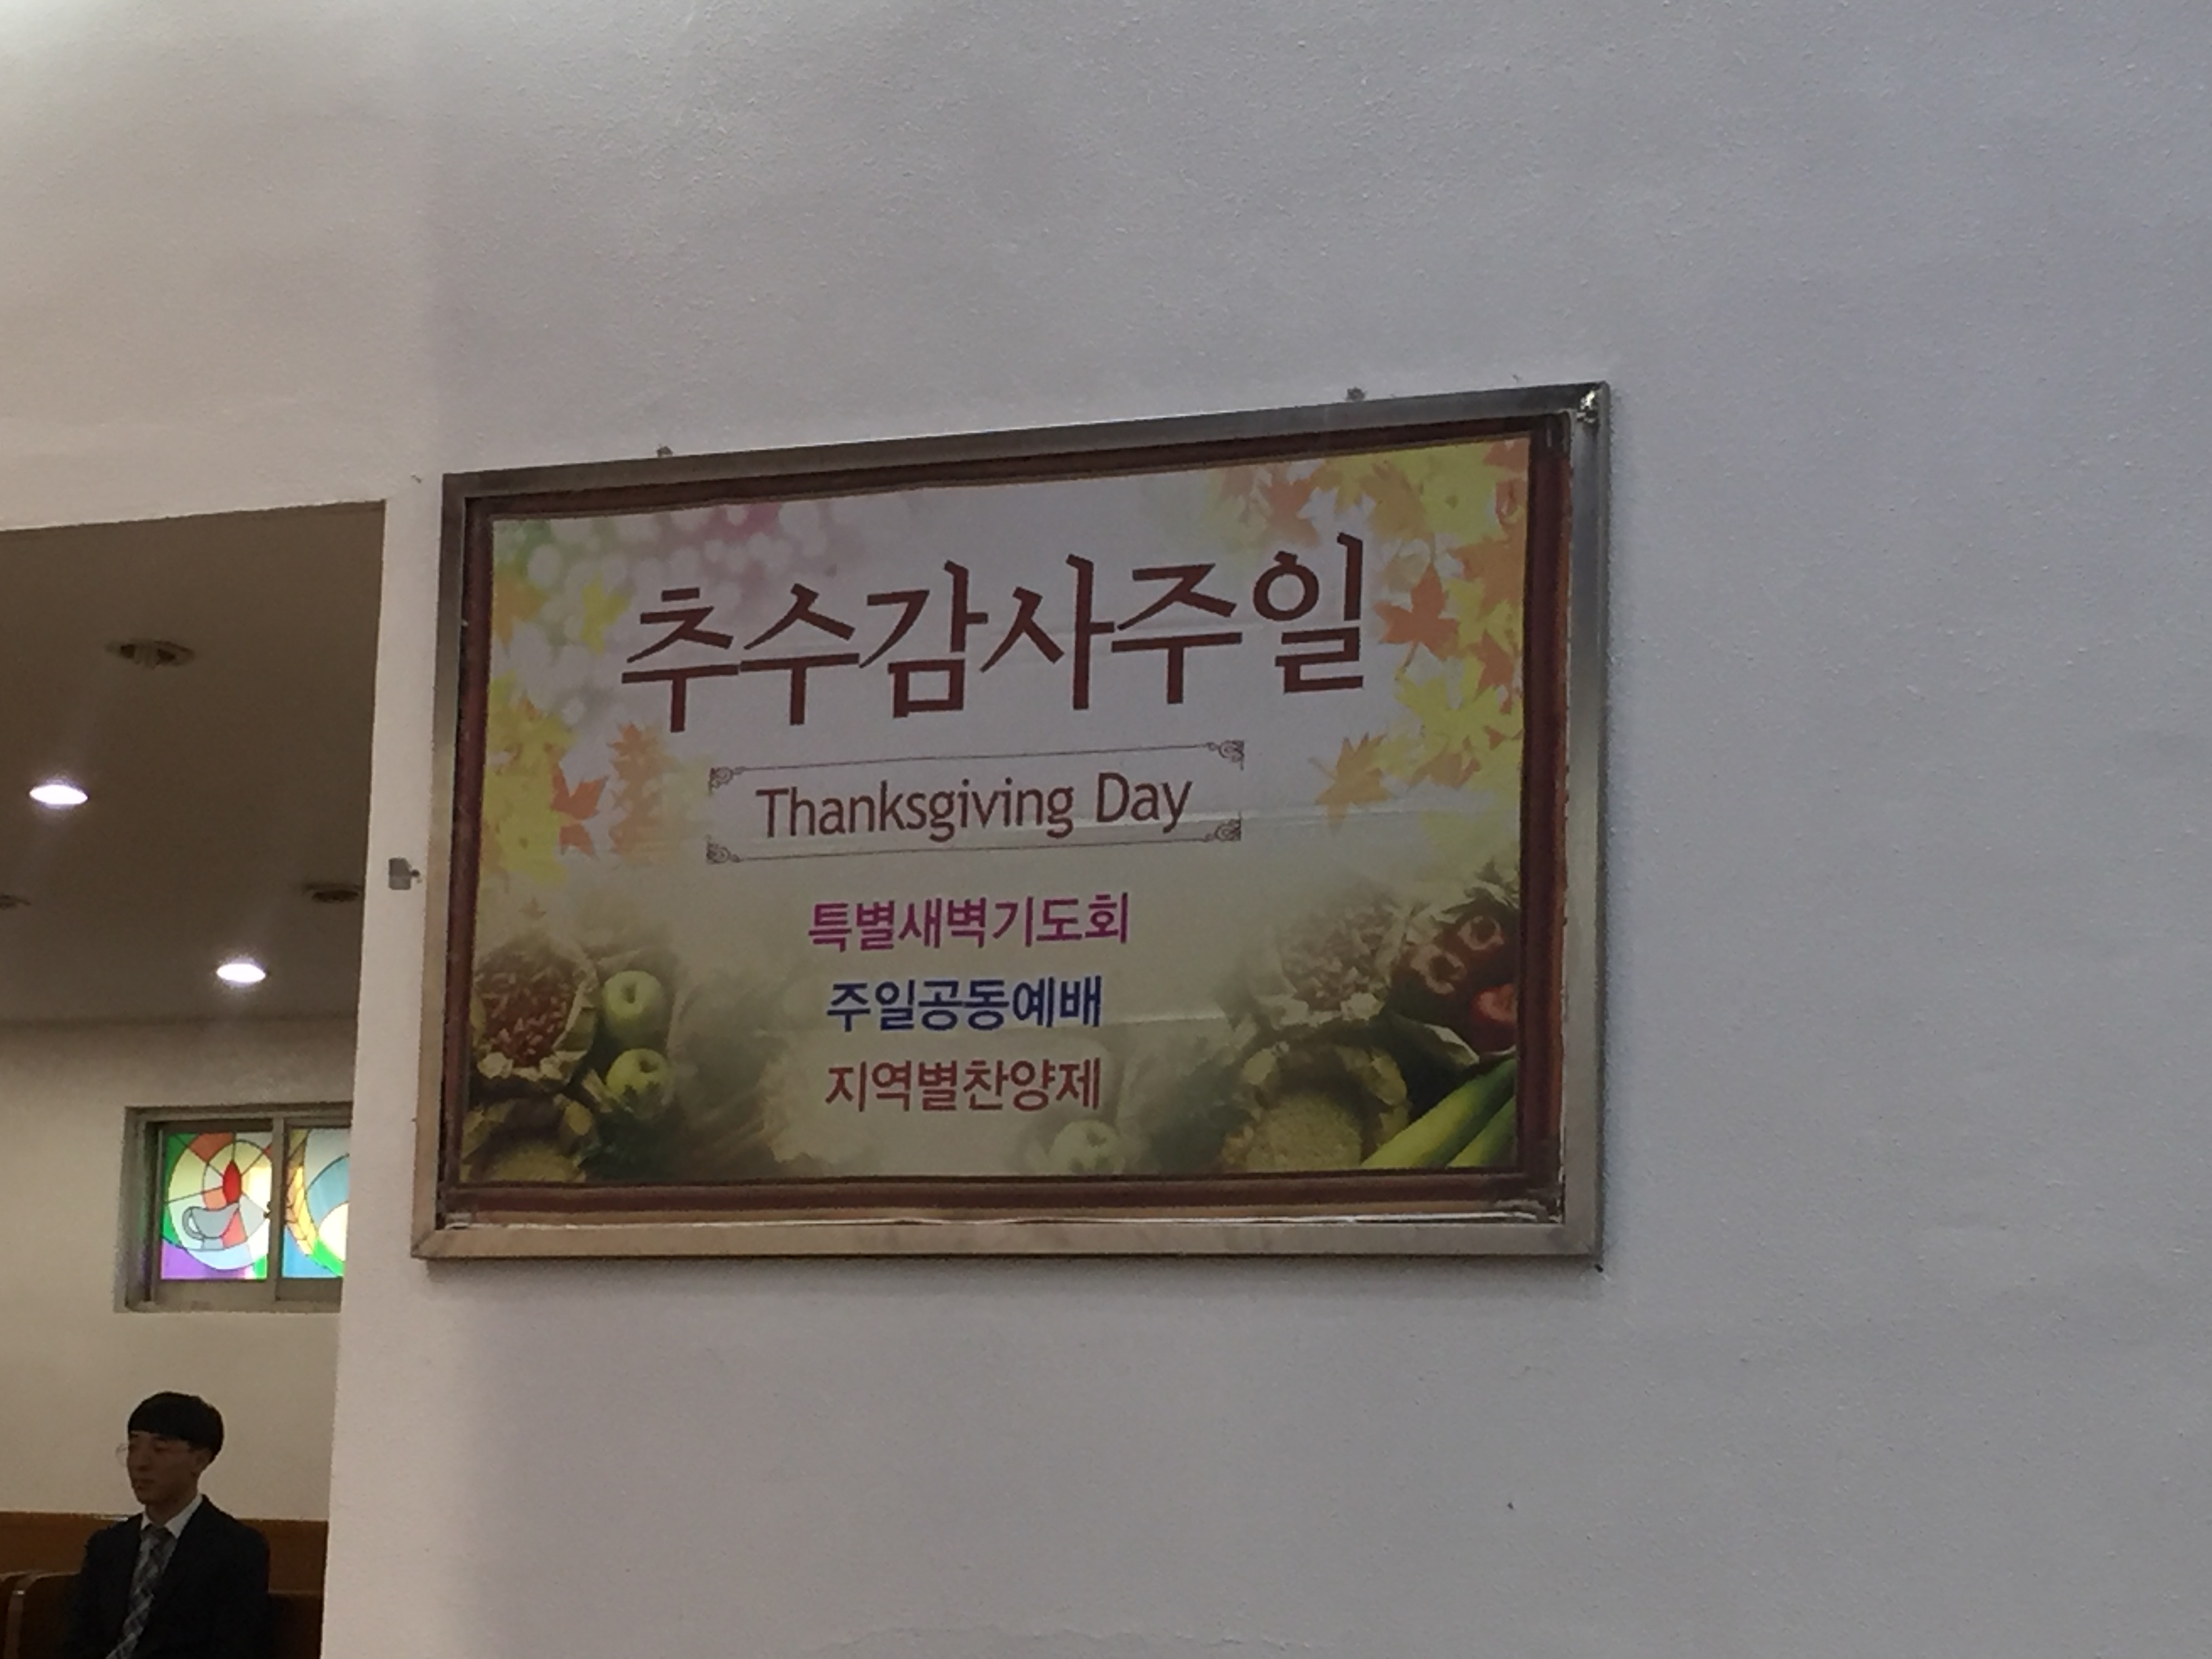 추수감사주일
Thanksgiving Day
특별새벽기도회
주일공동예배
지역별찬양제